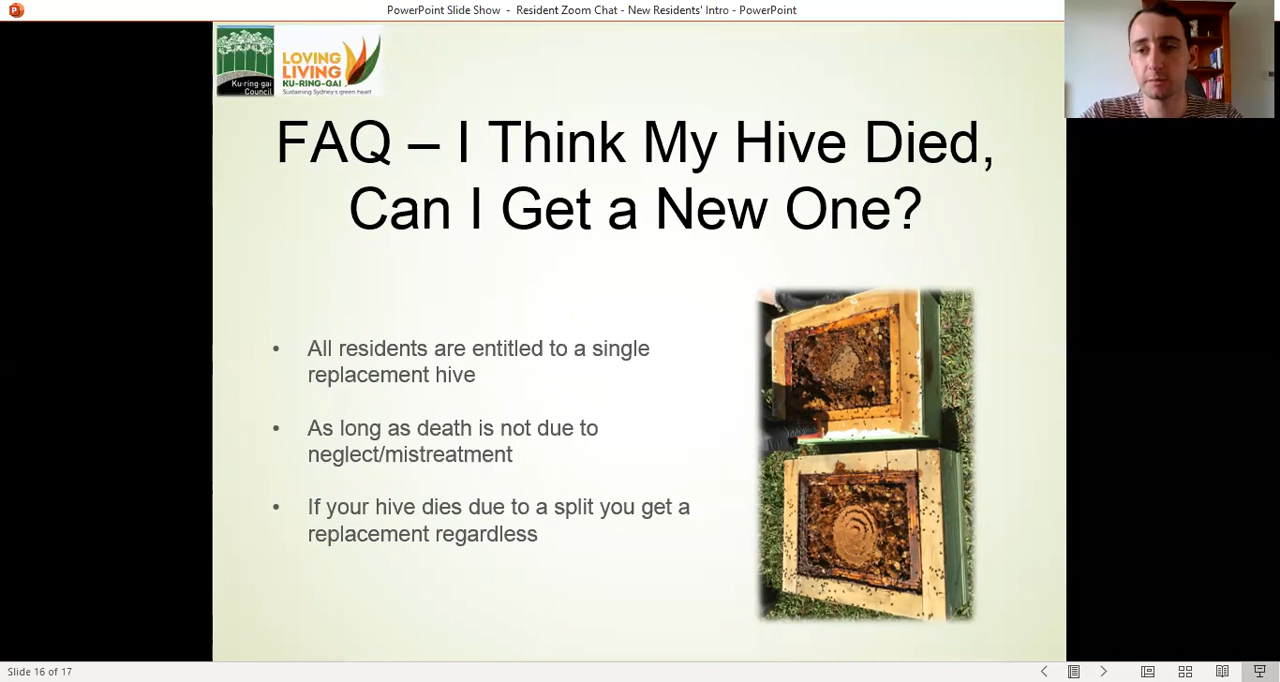 PowerPoint Slide Show - Resident Zoom Chat - New Residents' Intro - PowerPoint
Ku·ring gai
Council
LOVING
LIVING
KU·RING·GAI
Sustaining Sydney's green heart
FAQ – I Think My Hive Died,
Can I Get a New One?
• All residents are entitled to a single
replacement hive
• As long as death is not due to
neglect/mistreatment
• If your hive dies due to a split you get a
replacement regardless
Slide 16 of 17